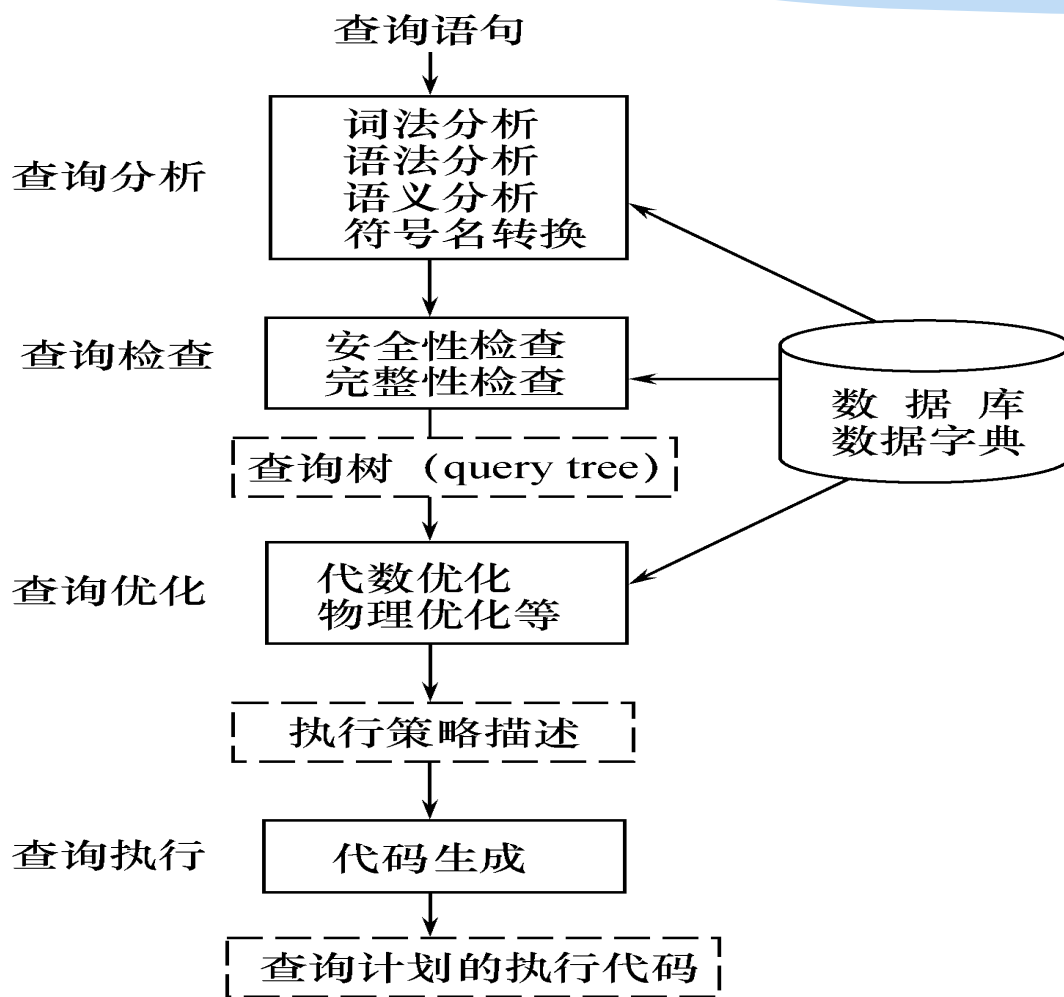 查询语句
查询分析
词法分析
语法分析
语义分析
符号名转换
查询检查
安全性检查
完整性检查
数 据 库
数据字典
查询树 (query tree)
查询优化
代数优化
物理优化等
执行策略描述
查询执行
代码生成
查询计划的执行代码